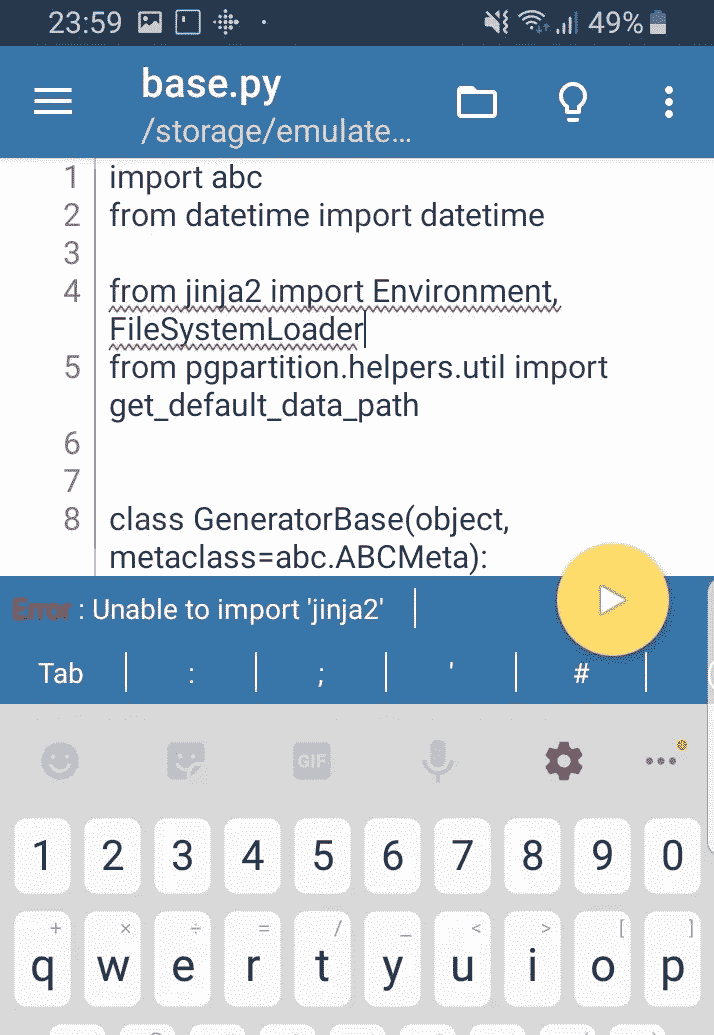 23:59 49%
base.py
/storage/emulate...
1 import abc
2 from datetime import datetime
3
4 from jinja2 import Environment,
FileSystemLoader
5 from pgpartition.helpers.util import
get_default_data_path
6
7
8 class GeneratorBase(object,
metaclass=abc.ABCMeta):
Error : Unable to import 'jinja2'
Tab : ; ' #
GIF
1 2 3 4 5 6 7 8 9 0
+ × ÷ = / _ < > [ ]
q w e r t y u i o p